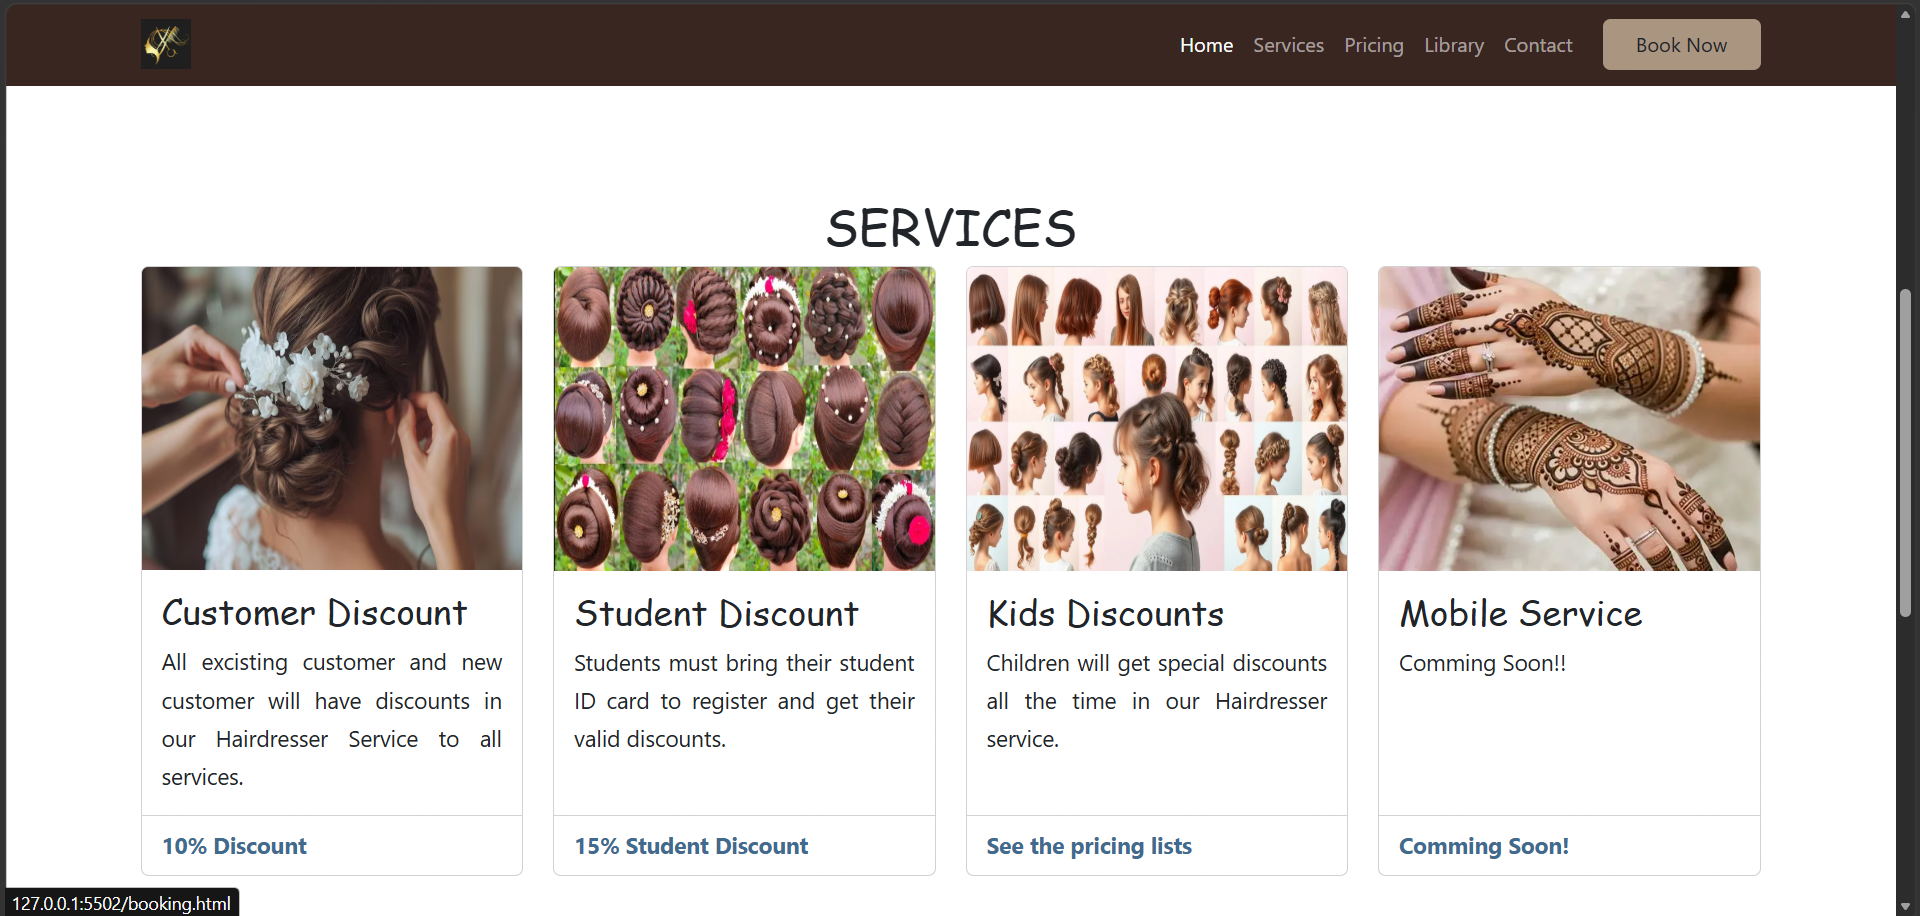 Home Services Pricing Library Contact Book Now
SERVICES
Customer Discount
All excisting customer and new
customer will have discounts in
our Hairdresser Service to all
services.
10% Discount
Student Discount
Students must bring their student
ID card to register and get their
valid discounts.
15% Student Discount
Kids Discounts
Children will get special discounts
all the time in our Hairdresser
service.
See the pricing lists
Mobile Service
Comming Soon!!
Comming Soon!
127.0.0.1:5502/booking.html